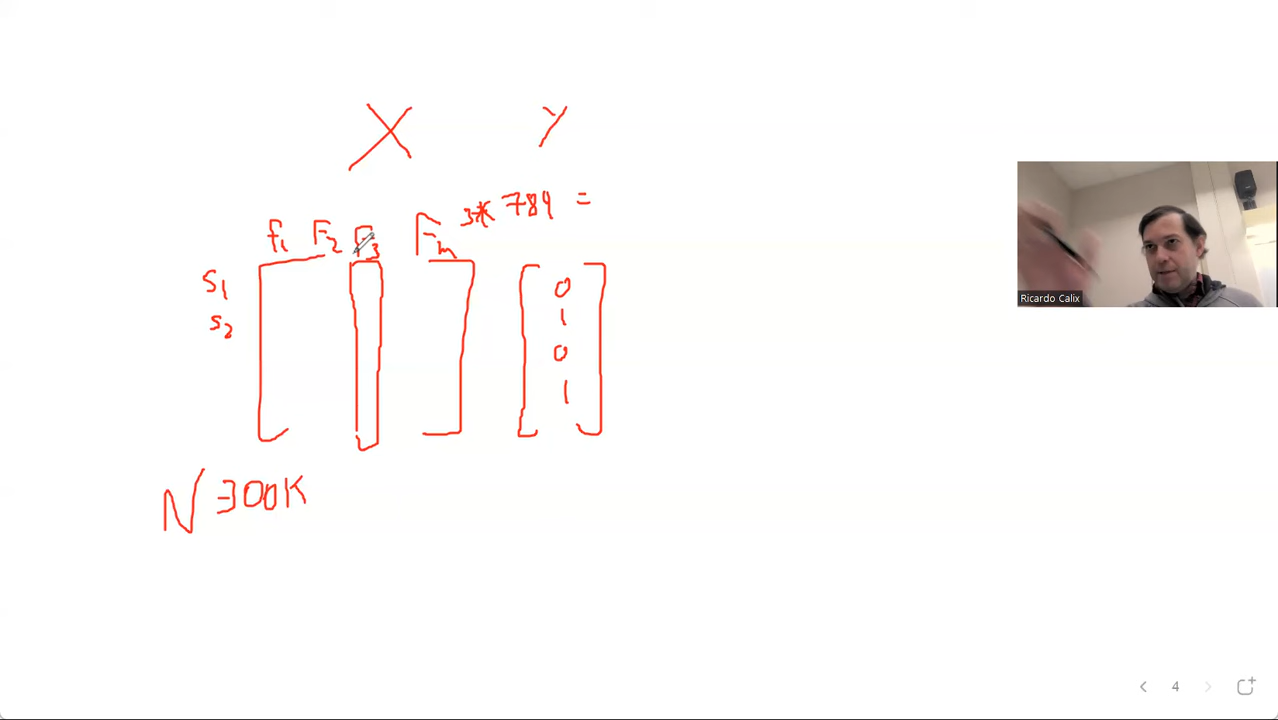 X Y
f1 F2 F3 Fm 3* 784 =
S1
S2
0
1
0
1
N 300K
Ricardo Calix
4